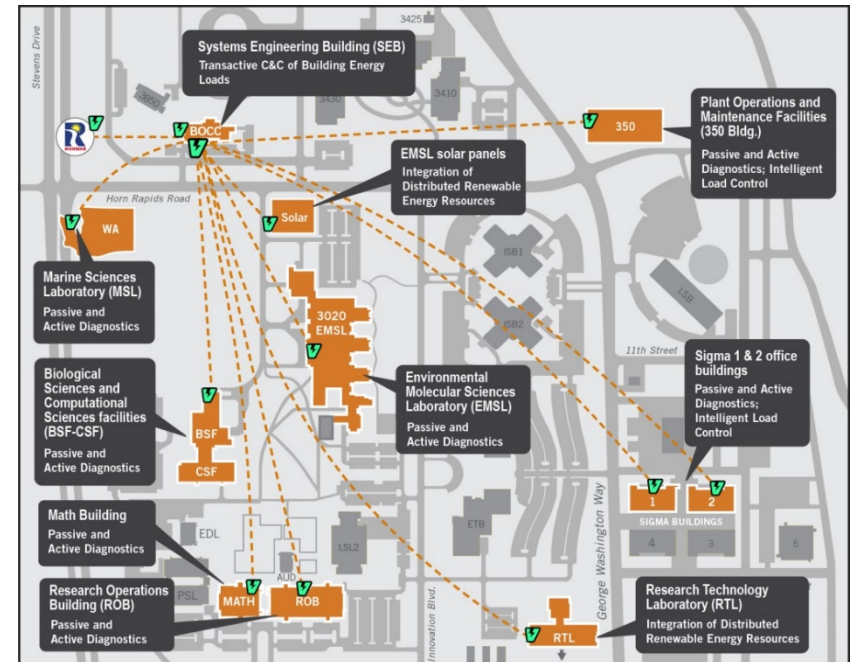 3425
Stevens Drive
Systems Engineering Building (SEB)
Transactive C&C of Building Energy
Loads
3850
3430
3410
BOCC
350
Plant Operations and
Maintenance Facilities
(350 Bldg.)
Passive and Active
Diagnostics; Intelligent
Load Control
EMSL solar panels
Integration of
Distributed Renewable
Energy Resources
Horn Rapids Road
WA
Solar
ISB1
Marine Sciences
Laboratory (MSL)
Passive and
Active Diagnostics
3020
EMSL
ISB2
LSB
11th Street
Sigma 1 & 2 office
buildings
Passive and Active
Diagnostics;
Intelligent Load
Control
Biological
Sciences and
Computational
Sciences facilities
(BSF-CSF)
Passive and
Active Diagnostics
Environmental
Molecular Sciences
Laboratory (EMSL)
Passive and
Active Diagnostics
BSF
CSF
1
2
SIGMA BUILDINGS
4
3
5
Math Building
Passive and
Active Diagnostics
EDL
LSL2
ETB
George Washington Way
AUD
PSL
Research Operations
Building (ROB)
Passive and
Active Diagnostics
MATH
ROB
Innovation Blvd.
RTL
Research Technology
Laboratory (RTL)
Integration of Distributed
Renewable Energy Resources